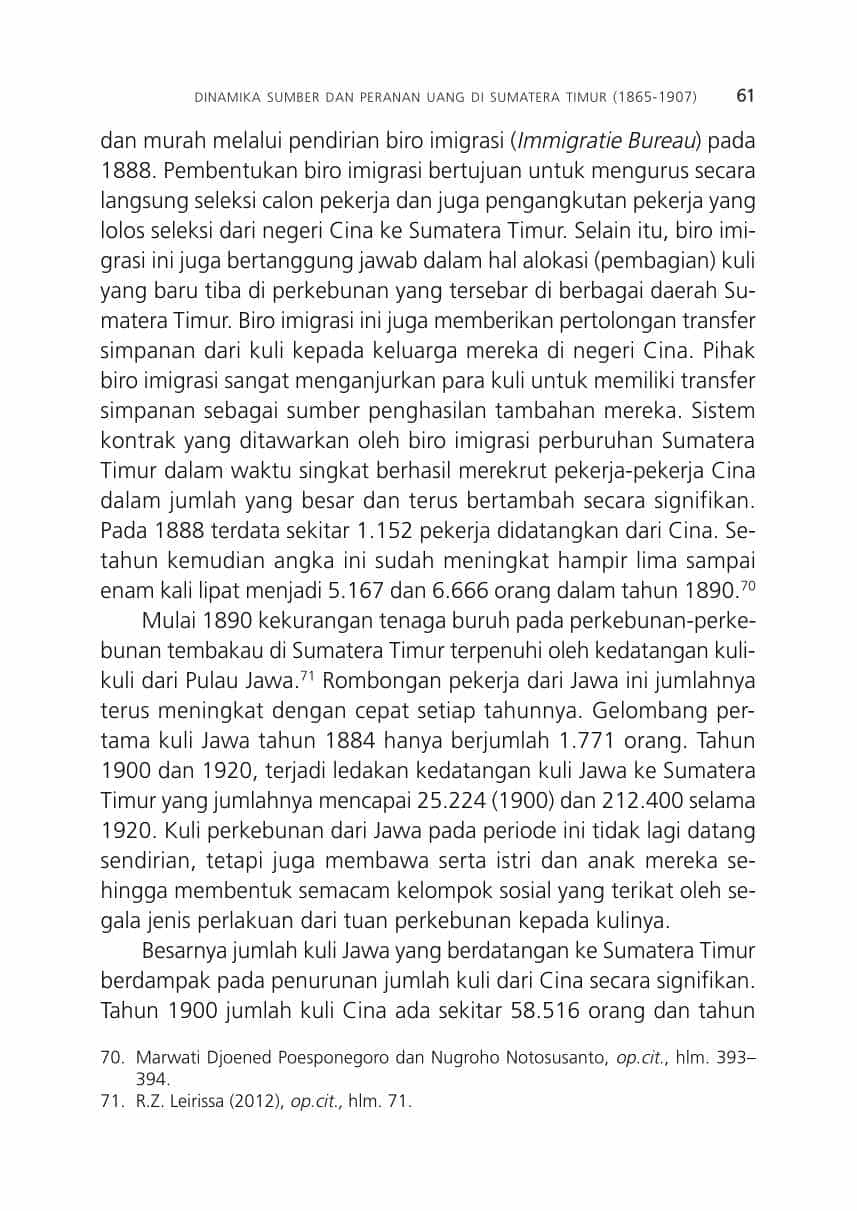 DINAMIKA SUMBER DAN PERANAN UANG DI SUMATERA TIMUR (1865-1907) 61
dan murah melalui pendirian biro imigrasi (Immigratie Bureau) pada
1888. Pembentukan biro imigrasi bertujuan untuk mengurus secara
langsung seleksi calon pekerja dan juga pengangkutan pekerja yang
lolos seleksi dari negeri Cina ke Sumatera Timur. Selain itu, biro imi-
grasi ini juga bertanggung jawab dalam hal alokasi (pembagian) kuli
yang baru tiba di perkebunan yang tersebar di berbagai daerah Su-
matera Timur. Biro imigrasi ini juga memberikan pertolongan transfer
simpanan dari kuli kepada keluarga mereka di negeri Cina. Pihak
biro imigrasi sangat menganjurkan para kuli untuk memiliki transfer
simpanan sebagai sumber penghasilan tambahan mereka. Sistem
kontrak yang ditawarkan oleh biro imigrasi perburuhan Sumatera
Timur dalam waktu singkat berhasil merekrut pekerja-pekerja Cina
dalam jumlah yang besar dan terus bertambah secara signifikan.
Pada 1888 terdata sekitar 1.152 pekerja didatangkan dari Cina. Se-
tahun kemudian angka ini sudah meningkat hampir lima sampai
enam kali lipat menjadi 5.167 dan 6.666 orang dalam tahun 1890.70
Mulai 1890 kekurangan tenaga buruh pada perkebunan-perke-
bunan tembakau di Sumatera Timur terpenuhi oleh kedatangan kuli-
kuli dari Pulau Jawa.71 Rombongan pekerja dari Jawa ini jumlahnya
terus meningkat dengan cepat setiap tahunnya. Gelombang per-
tama kuli Jawa tahun 1884 hanya berjumlah 1.771 orang. Tahun
1900 dan 1920, terjadi ledakan kedatangan kuli Jawa ke Sumatera
Timur yang jumlahnya mencapai 25.224 (1900) dan 212.400 selama
1920. Kuli perkebunan dari Jawa pada periode ini tidak lagi datang
sendirian, tetapi juga membawa serta istri dan anak mereka se-
hingga membentuk semacam kelompok sosial yang terikat oleh se-
gala jenis perlakuan dari tuan perkebunan kepada kulinya.
Besarnya jumlah kuli Jawa yang berdatangan ke Sumatera Timur
berdampak pada penurunan jumlah kuli dari Cina secara signifikan.
Tahun 1900 jumlah kuli Cina ada sekitar 58.516 orang dan tahun
70. Marwati Djoened Poesponegoro dan Nugroho Notosusanto, op.cit., hlm. 393–
394.
71. R.Z. Leirissa (2012), op.cit., hlm. 71.